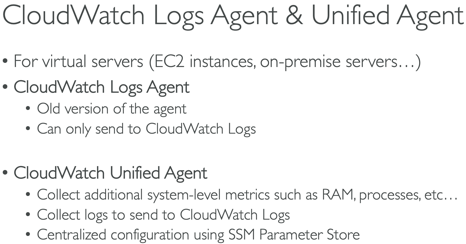 CloudWatch Logs Agent & Unified Agent
• For virtual servers (EC2 instances, on-premise servers…)
• CloudWatch Logs Agent
• Old version of the agent
• Can only send to CloudWatch Logs
• CloudWatch Unified Agent
• Collect additional system-level metrics such as RAM, processes, etc…
• Collect logs to send to CloudWatch Logs
• Centralized configuration using SSM Parameter Store